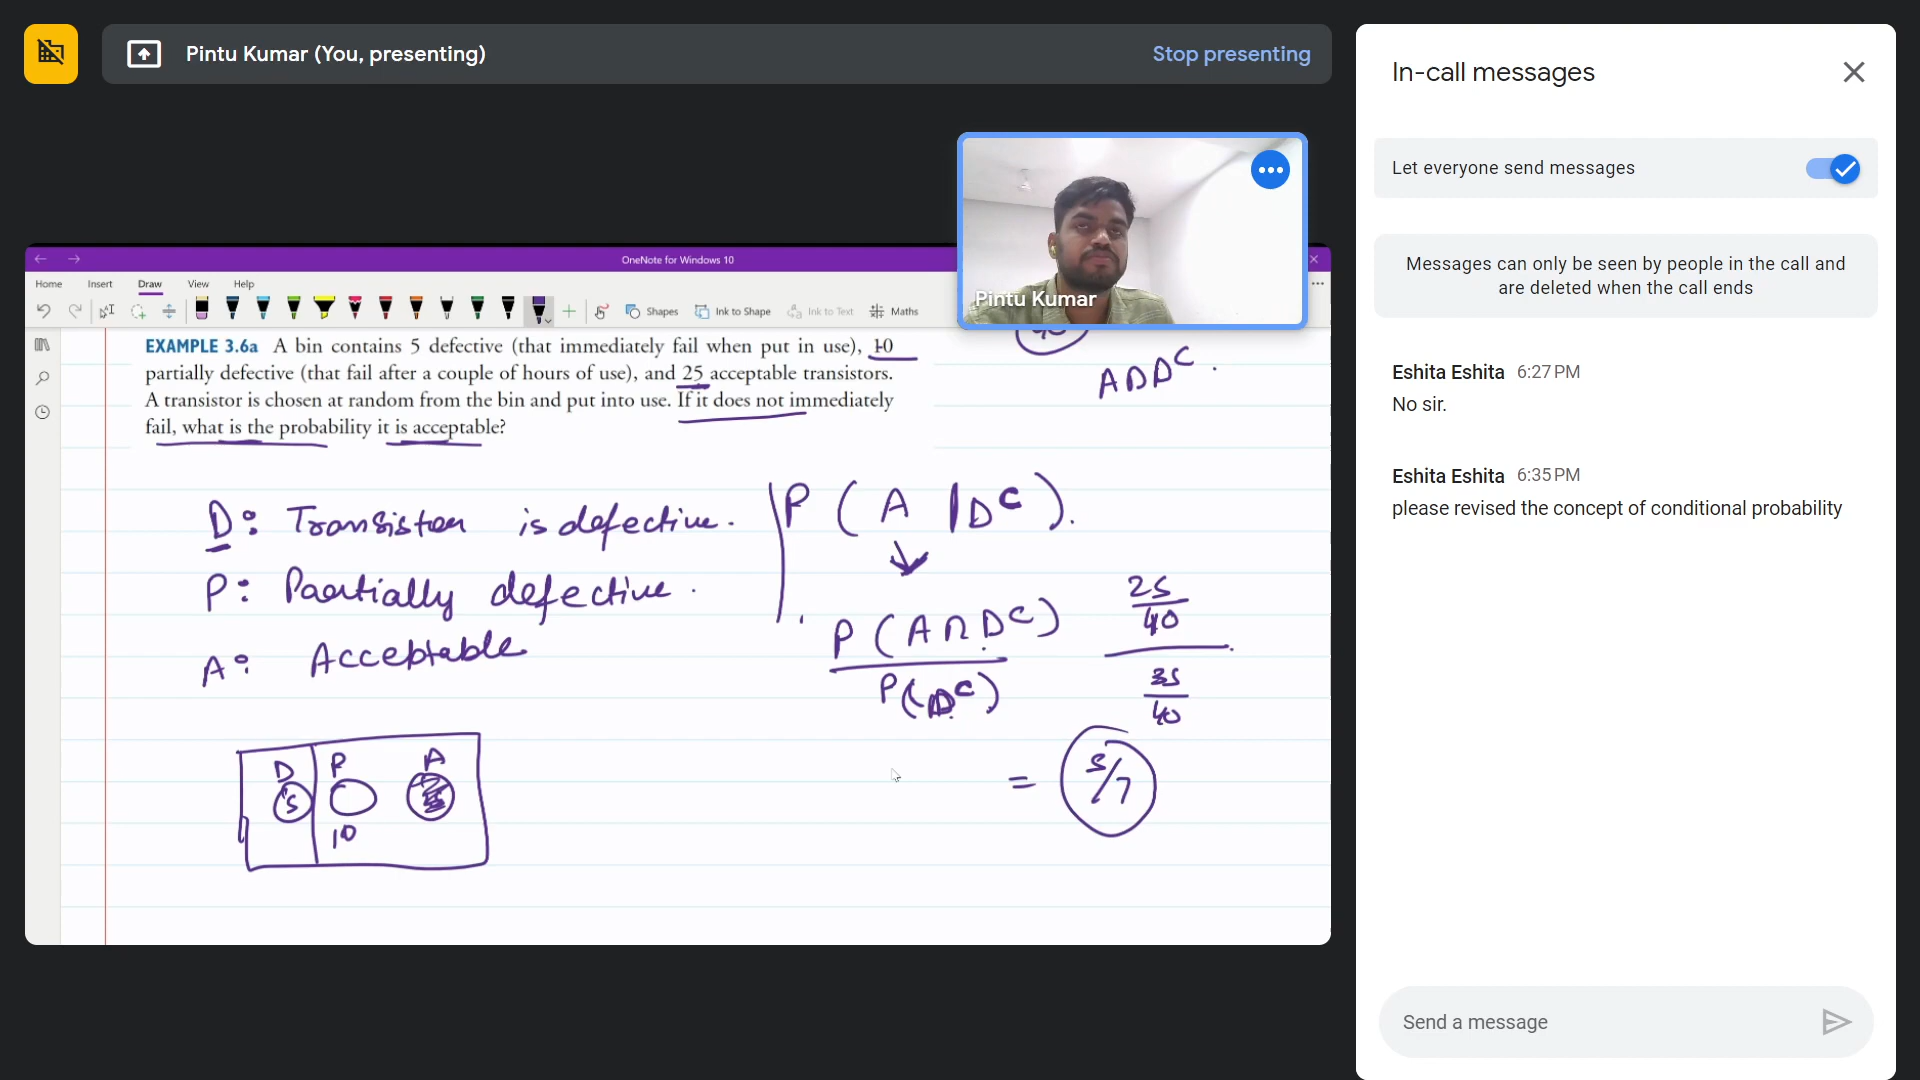 Pintu Kumar (You, presenting)
Stop presenting
In-call messages
Let everyone send messages
Messages can only be seen by people in the call and
are deleted when the call ends
Eshita Eshita 6:27 PM
No sir.
Eshita Eshita 6:35 PM
please revised the concept of conditional probability
Send a message
Pintu Kumar
OneNote for Windows 10
Home Insert Draw View Help
Shapes Ink to Shape Ink to Text Maths
EXAMPLE 3.6a A bin contains 5 defective (that immediately fail when put in use), 10
partially defective (that fail after a couple of hours of use), and 25 acceptable transistors.
A transistor is chosen at random from the bin and put into use. If it does not immediately
fail, what is the probability it is acceptable?
A D D^C .
D: Transistor is defective.
P: Partially defective.
A: Acceptable
P ( A | D^C ).
P ( A ∩ D^C )
P ( D^C )
25
40
35
40
= 5/7
D P A
5
10